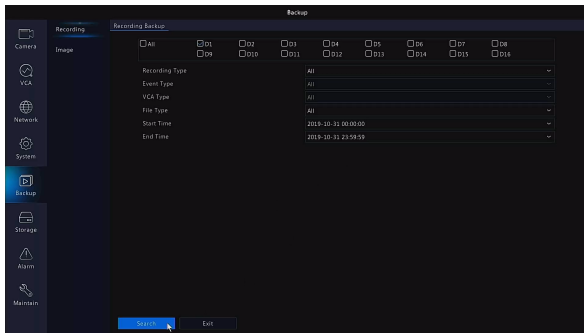 Backup
Camera
VCA
Network
System
Backup
Storage
Alarm
Maintain
Recording
Image
Recording Backup
All D1 D2 D3 D4 D5 D6 D7 D8
D9 D10 D11 D12 D13 D14 D15 D16
Recording Type All
Event Type All
VCA Type All
File Type All
Start Time 2019-10-31 00:00:00
End Time 2019-10-31 23:59:59
Search Exit